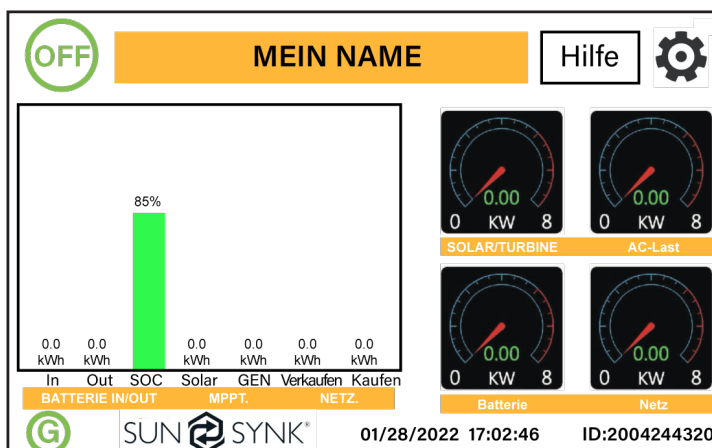 OFF MEIN NAME Hilfe
85%
0.0 0.0 0.0 0.0 0.0 0.0
kWh kWh kWh kWh kWh kWh
In Out SOC Solar GEN Verkaufen Kaufen
BATTERIE IN/OUT MPPT. NETZ.
0.00 0.00
0 KW 8 0 KW 8
SOLAR/TURBINE AC-Last
0.00 0.00
0 KW 8 0 KW 8
Batterie Netz
G SUN SYNK® 01/28/2022 17:02:46 ID:2004244320